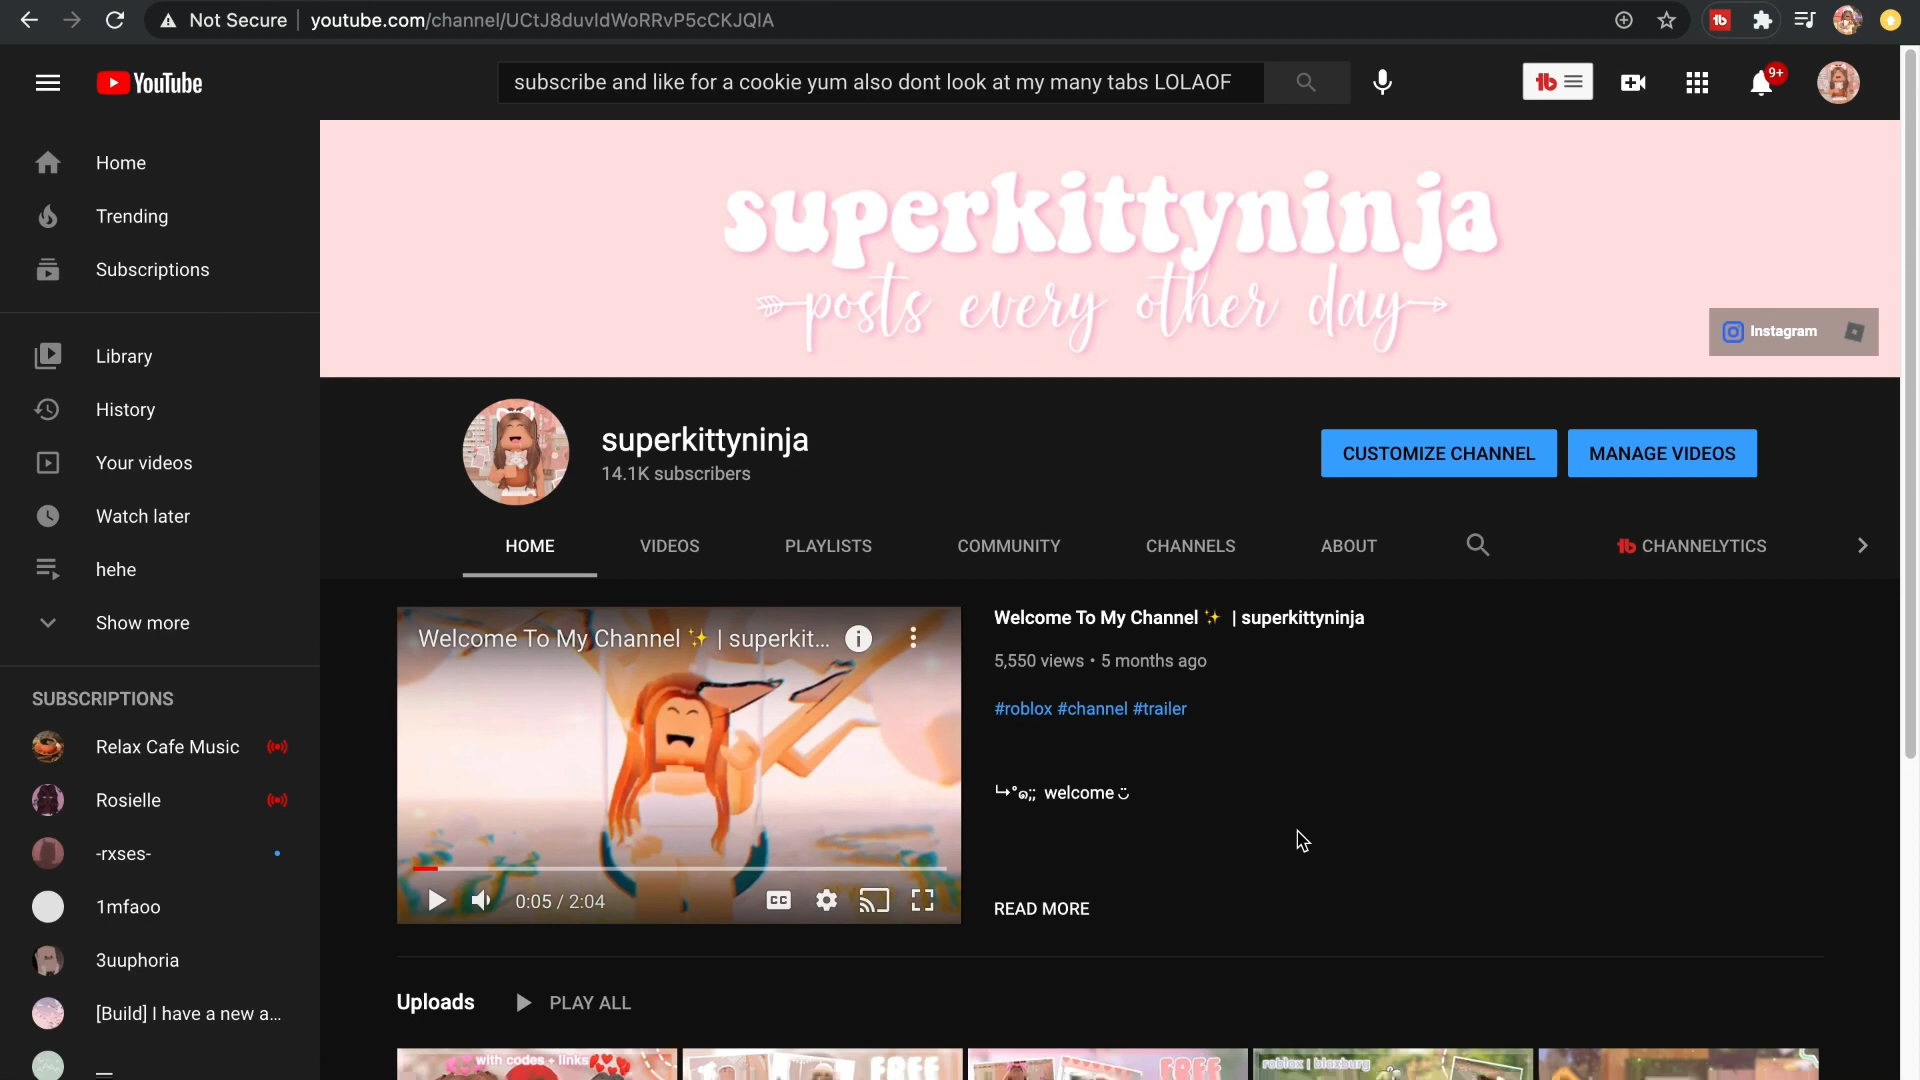 Not Secure | youtube.com/channel/UCtJ8duvIdWoRRvP5cCKJQIA
YouTube
subscribe and like for a cookie yum also dont look at my many tabs LOLAOF
9+
Home
Trending
Subscriptions
Library
History
Your videos
Watch later
hehe
Show more
SUBSCRIPTIONS
Relax Cafe Music
Rosielle
-rxses-
1mfaoo
3uuphoria
[Build] I have a new a...
superkittyninja
posts every other day
Instagram
superkittyninja
14.1K subscribers
CUSTOMIZE CHANNEL
MANAGE VIDEOS
HOME
VIDEOS
PLAYLISTS
COMMUNITY
CHANNELS
ABOUT
CHANNELYTICS
Welcome To My Channel ✨ | superkit...
0:05 / 2:04
CC
Welcome To My Channel ✨ | superkittyninja
5,550 views • 5 months ago
#roblox #channel #trailer
╰→°๑;; welcome ت̈
READ MORE
Uploads
PLAY ALL
with codes + links
FREE
FREE
roblox | bloxburg